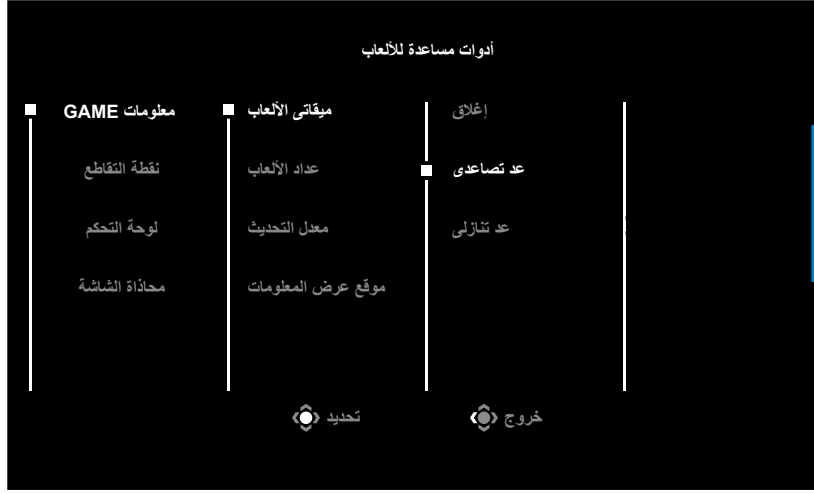 أدوات مساعدة للألعاب
معلومات GAME
نقطة التقاطع
لوحة التحكم
محاذاة الشاشة
ميقاتى الألعاب
عداد الألعاب
معدل التحديث
موقع عرض المعلومات
إغلاق
عد تصاعدى
عد تنازلى
تحديد
خروج